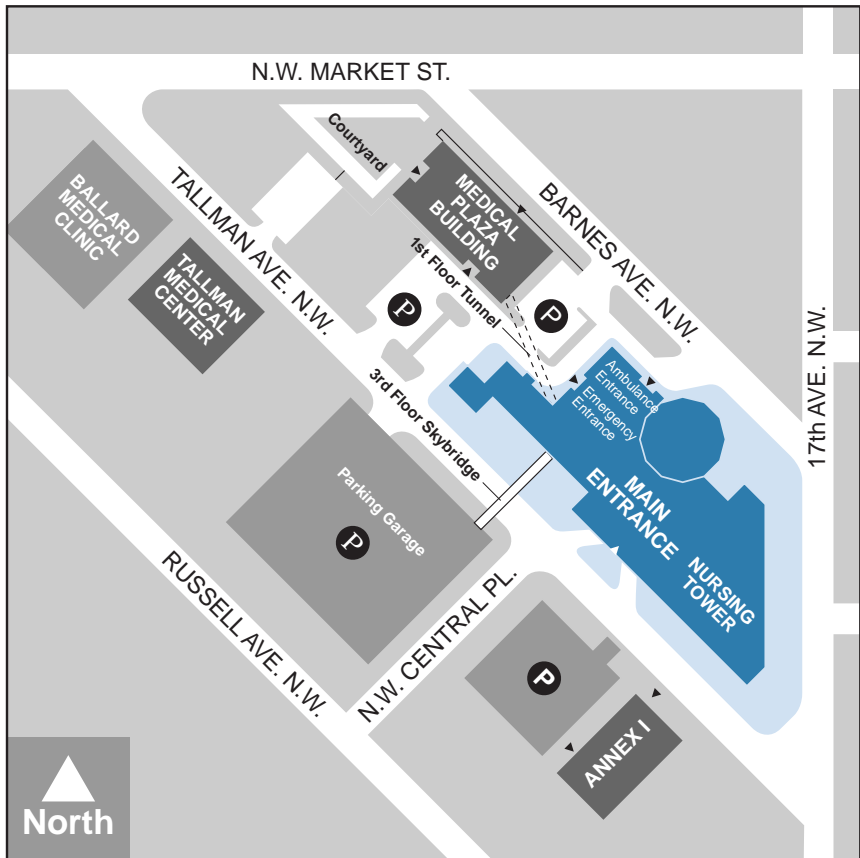 N.W. MARKET ST.
Courtyard
BARNES AVE. N.W.
TALLMAN AVE. N.W.
BALLARD
MEDICAL
CLINIC
TALLMAN
MEDICAL
CENTER
MEDICAL
PLAZA
BUILDING
1st Floor Tunnel
P
P
17th AVE. N.W.
Ambulance
Entrance
Emergency
Entrance
3rd Floor Skybridge
Parking Garage
P
MAIN
ENTRANCE
NURSING
TOWER
RUSSELL AVE. N.W.
N.W. CENTRAL PL.
P
ANNEX I
North